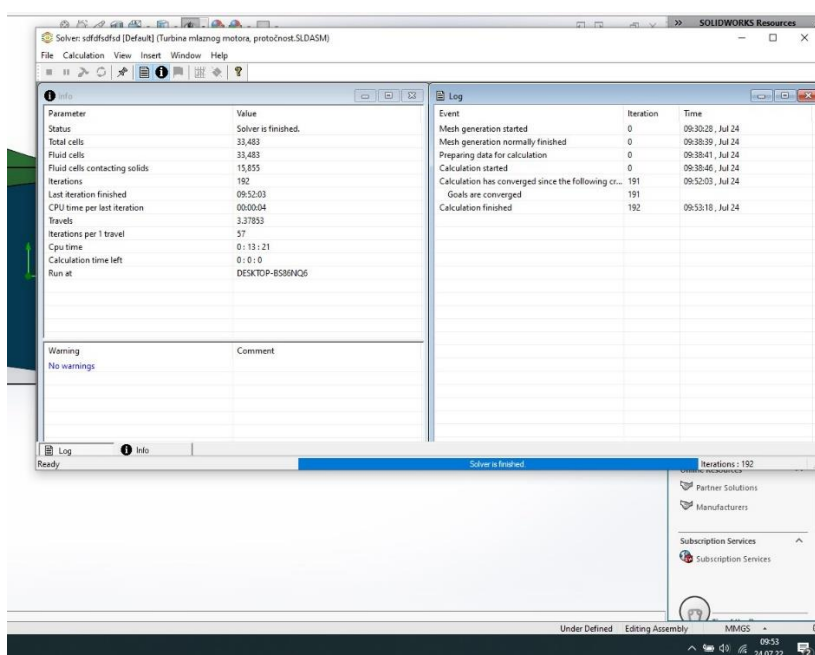 SOLIDWORKS Resources
Solver: sdfdfsdfsd [Default] (Turbina mlaznog motora, protočnost.SLDASM)
File Calculation View Insert Window Help
Info
Parameter Value
Status Solver is finished.
Total cells 33,483
Fluid cells 33,483
Fluid cells contacting solids 15,855
Iterations 192
Last iteration finished 09:52:03
CPU time per last iteration 00:00:04
Travels 3.37853
Iterations per 1 travel 57
Cpu time 0 : 13 : 21
Calculation time left 0 : 0 : 0
Run at DESKTOP-BS86NQ6
Warning Comment
No warnings
Log
Event Iteration Time
Mesh generation started 0 09:30:28 , Jul 24
Mesh generation normally finished 0 09:38:39 , Jul 24
Preparing data for calculation 0 09:38:41 , Jul 24
Calculation started 0 09:38:46 , Jul 24
Calculation has converged since the following cr... 191 09:52:03 , Jul 24
Goals are converged 191
Calculation finished 192 09:53:18 , Jul 24
Log Info
Ready Solver is finished. Iterations : 192
Online Resources
Partner Solutions
Manufacturers
Subscription Services
Subscription Services
Under Defined Editing Assembly MMGS
09:53
24.07.22